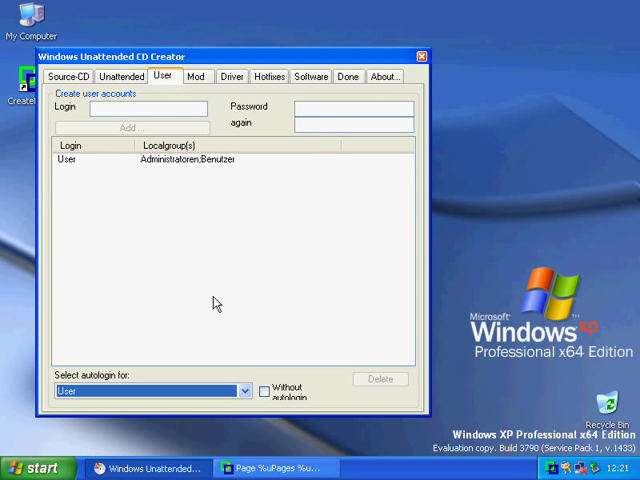 My Computer
Windows Unattended CD Creator
Source-CD Unattended User Mod Driver Hotfixes Software Done About...
Create user accounts
Login Password
again
Add ...
Login Localgroup(s)
User Administratoren;Benutzer
Select autologin for:
User
Without
autologin
Delete
Microsoft
Windows xp
Professional x64 Edition
Recycle Bin
Windows XP Professional x64 Edition
Evaluation copy. Build 3790 (Service Pack 1, v.1433)
start Windows Unattended... Page %uPages %u... 12:21